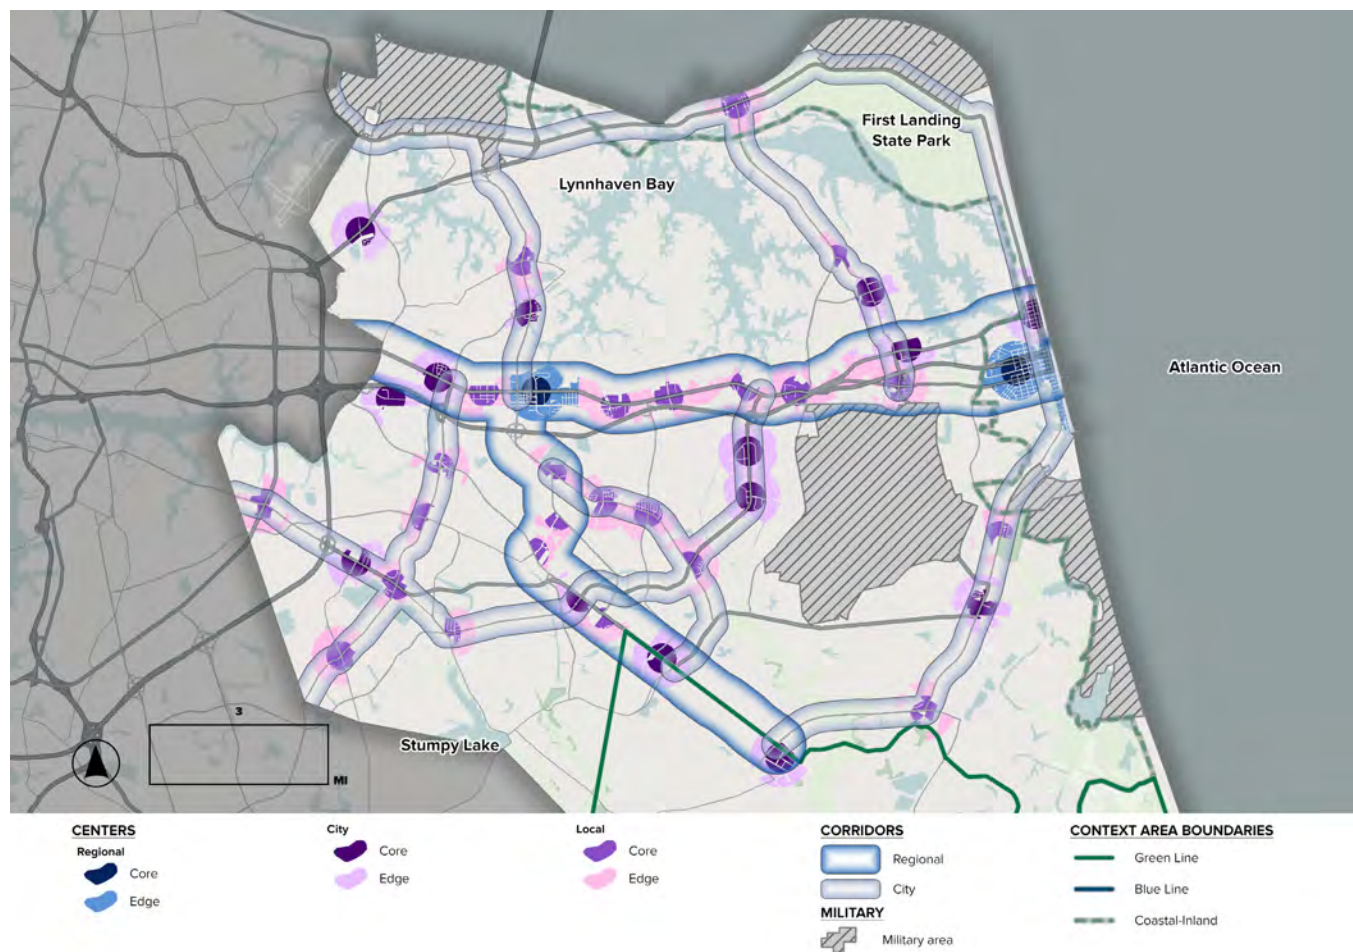 First Landing
State Park
Lynnhaven Bay
Atlantic Ocean
3
Stumpy Lake
MI
CENTERS
Regional
Core
Edge
City
Core
Edge
Local
Core
Edge
CORRIDORS
Regional
City
MILITARY
Military area
CONTEXT AREA BOUNDARIES
Green Line
Blue Line
Coastal-Inland